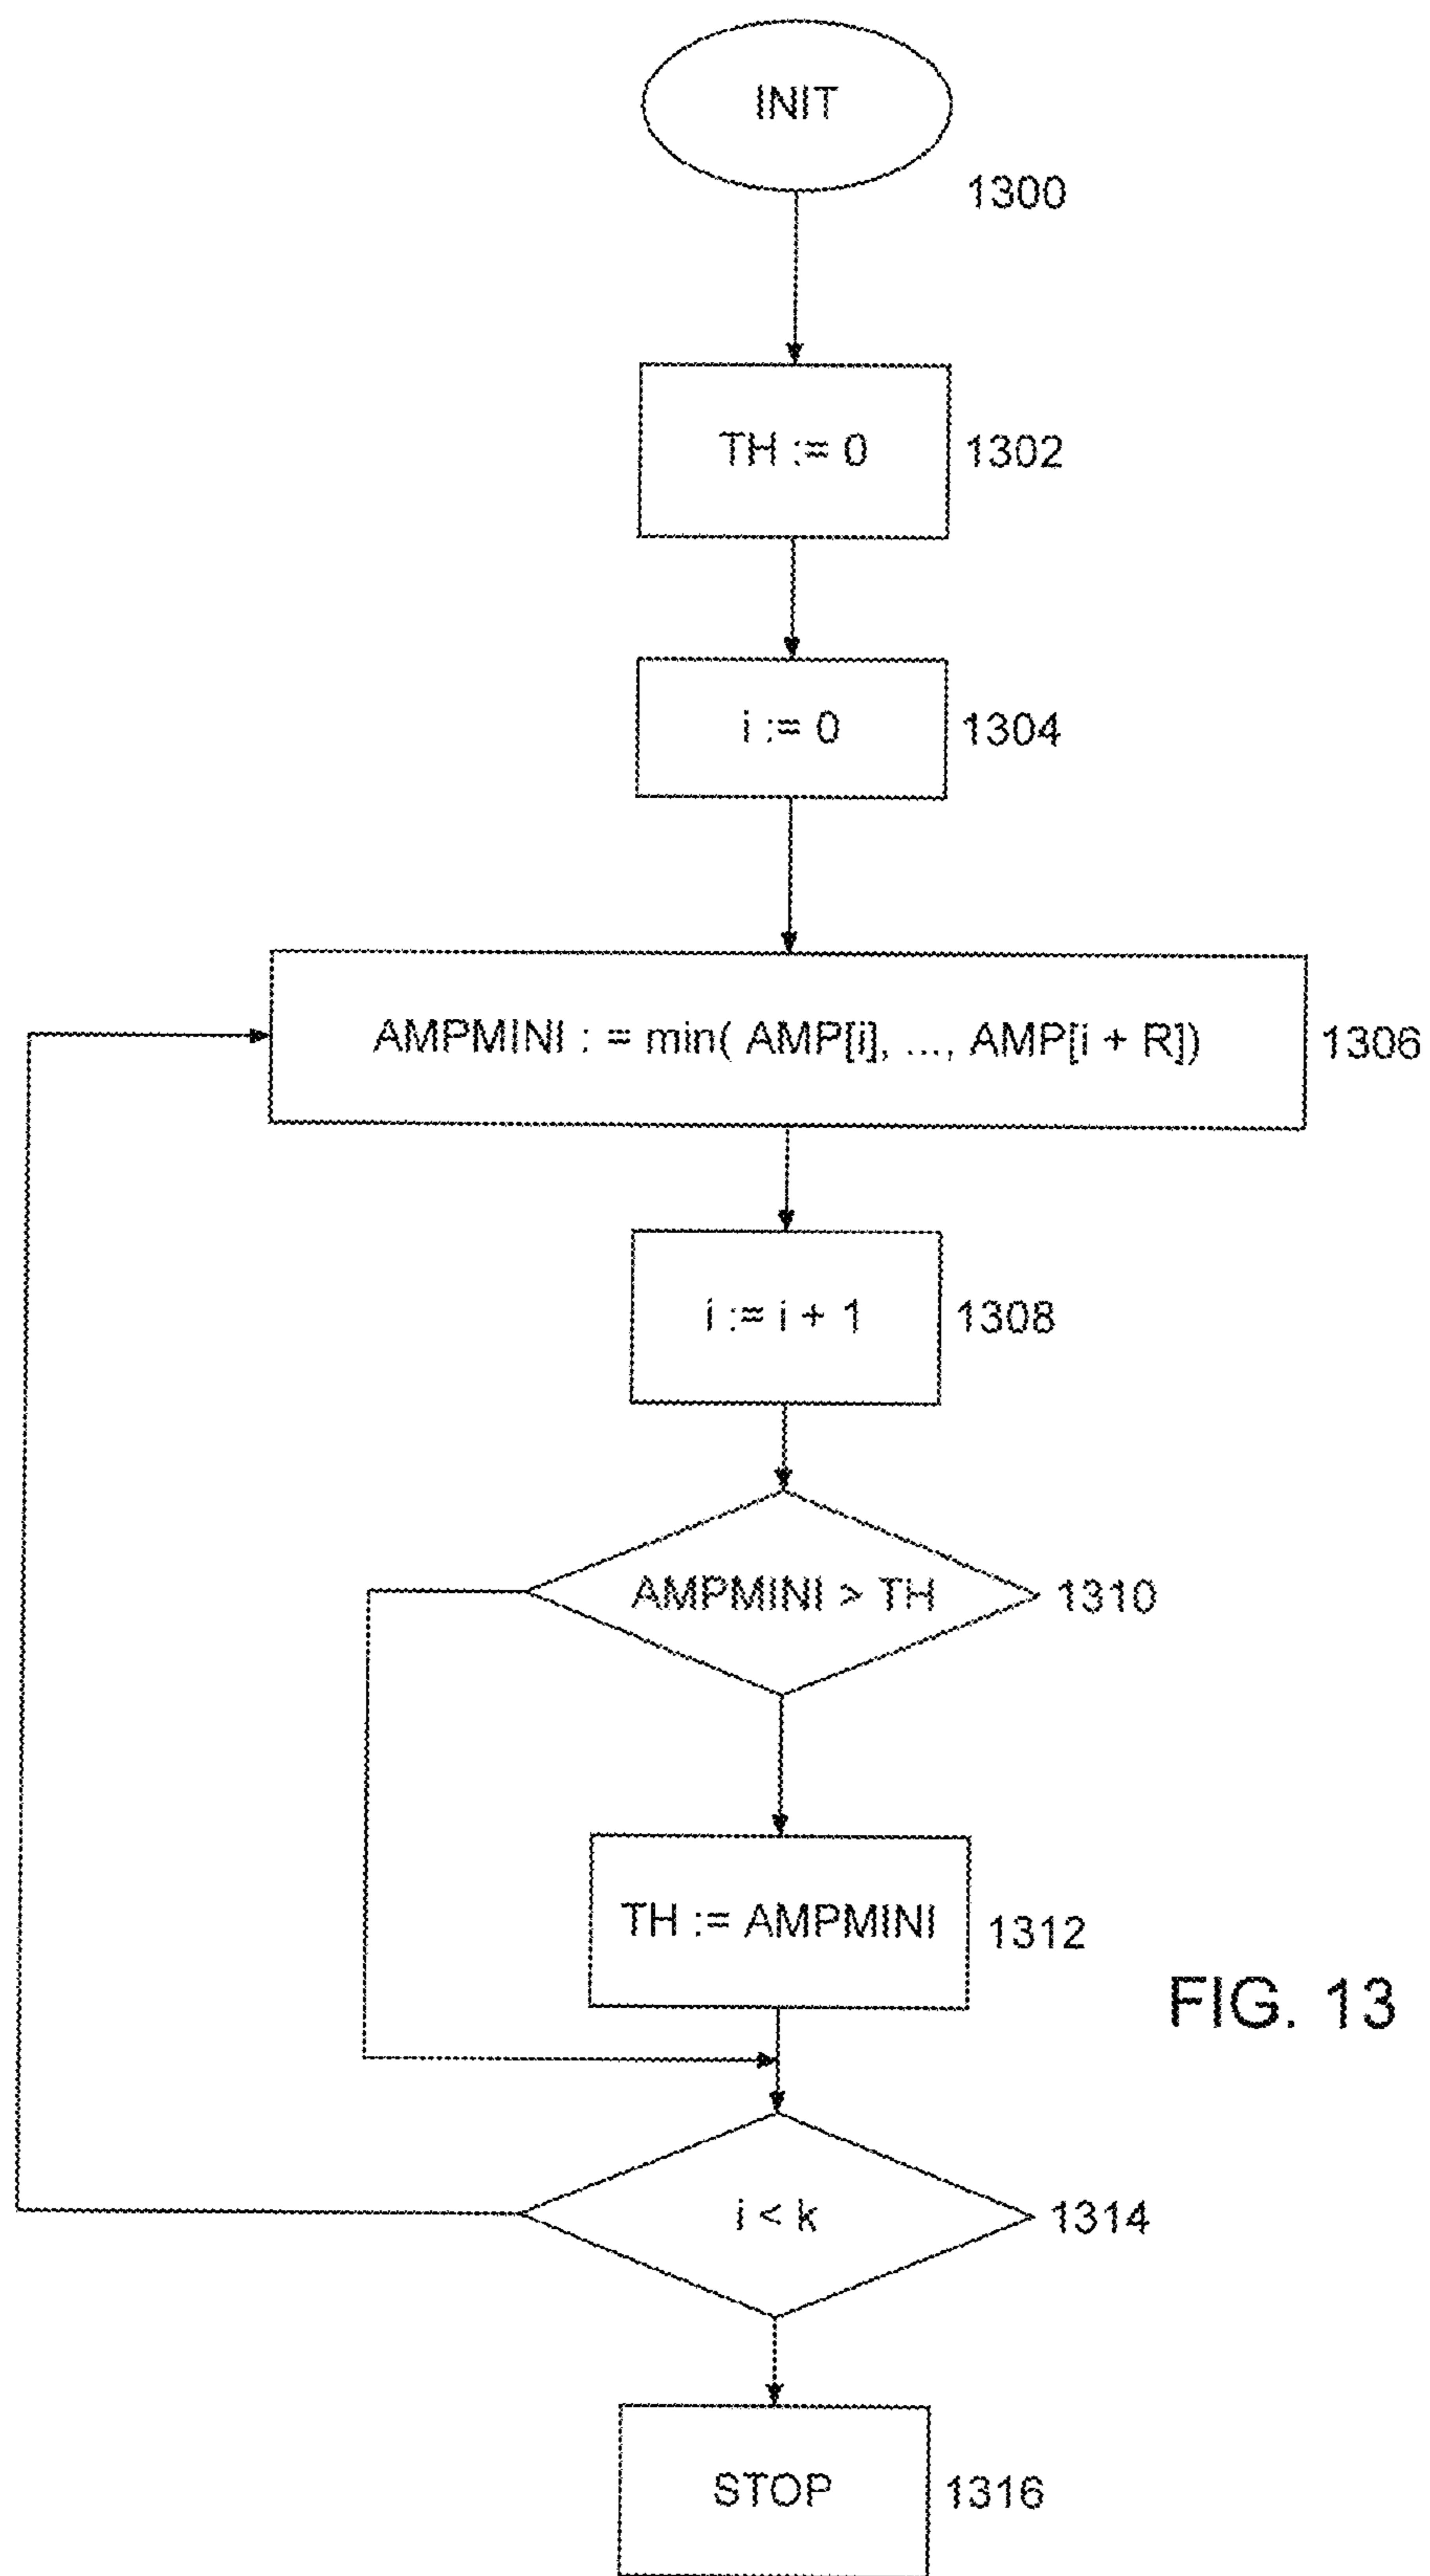 INIT
1300
TH := 0
1302
i := 0
1304
AMPMINI : = min( AMP[i], ..., AMP[i + R])
1306
i := i + 1
1308
AMPMINI > TH
1310
TH := AMPMINI
1312
FIG. 13
i < k
1314
STOP
1316